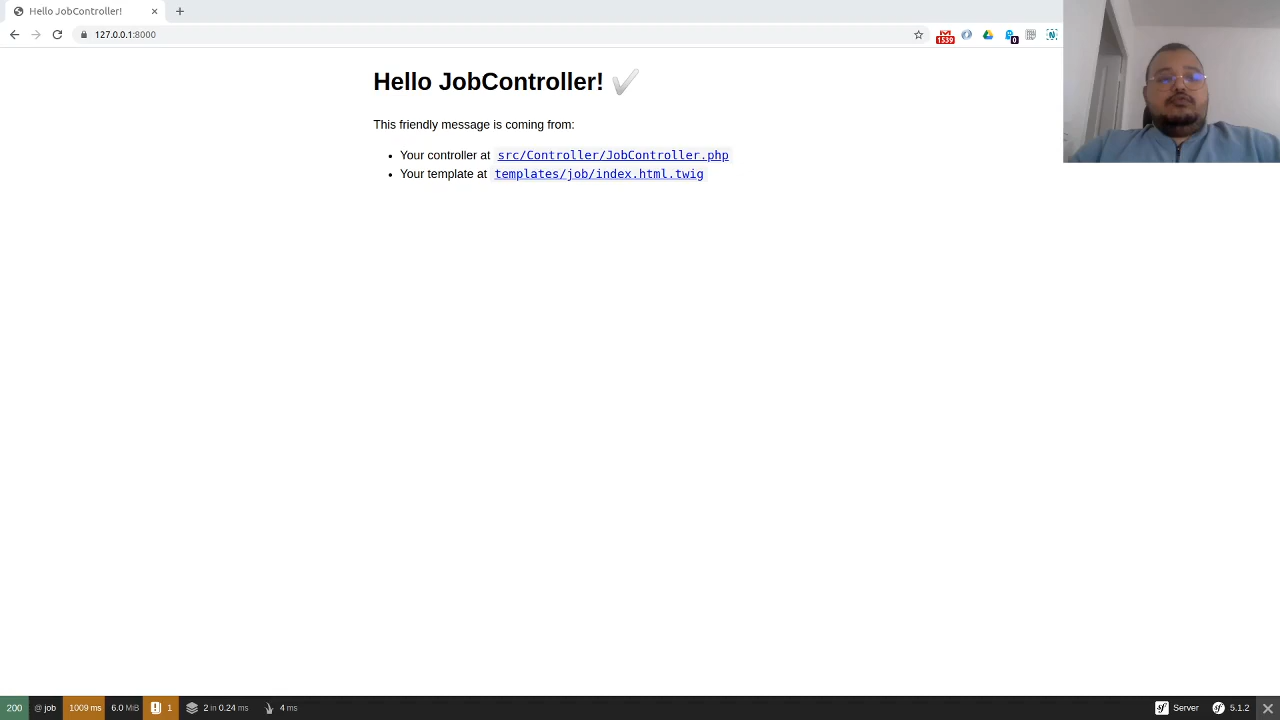 Hello JobController!
127.0.0.1:8000
1539
0
Hello JobController! ✔
This friendly message is coming from:
• Your controller at src/Controller/JobController.php
• Your template at templates/job/index.html.twig
200 @ job 1009 ms 6.0 MiB 1 2 in 0.24 ms 4 ms Server 5.1.2